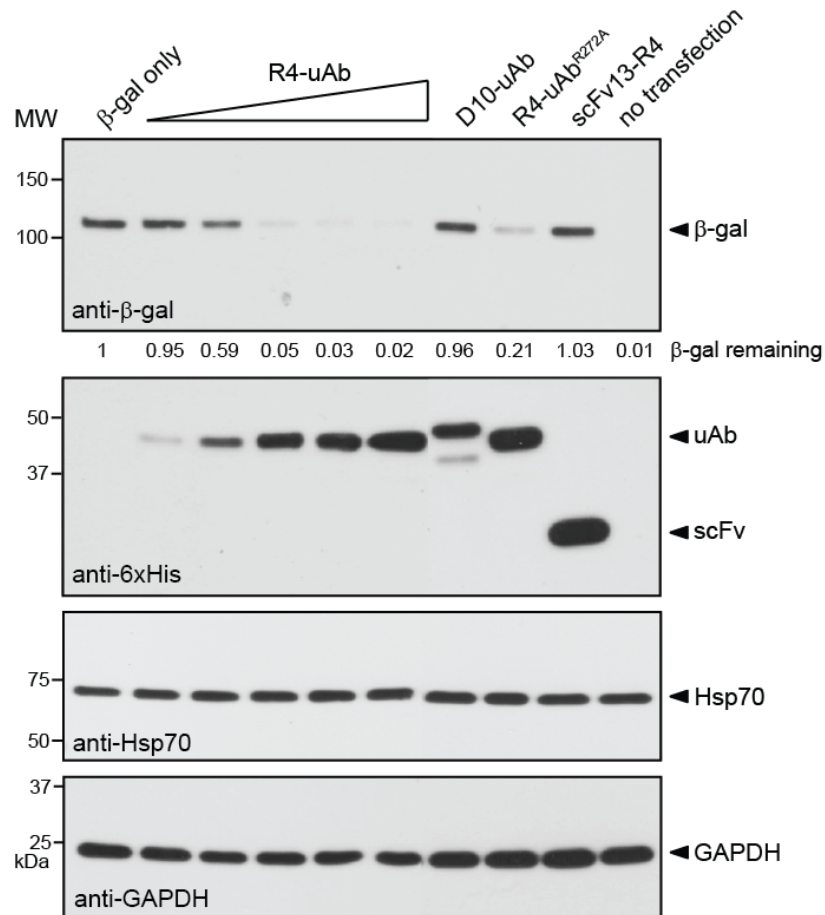 β-gal only
R4-uAb
D10-uAb
R4-uAbR272A
scFv13-R4
no transfection
MW
150
100
β-gal
anti-β-gal
1 0.95 0.59 0.05 0.03 0.02 0.96 0.21 1.03 0.01 β-gal remaining
50
37
uAb
scFv
anti-6xHis
75
50
Hsp70
anti-Hsp70
37
25
kDa
GAPDH
anti-GAPDH